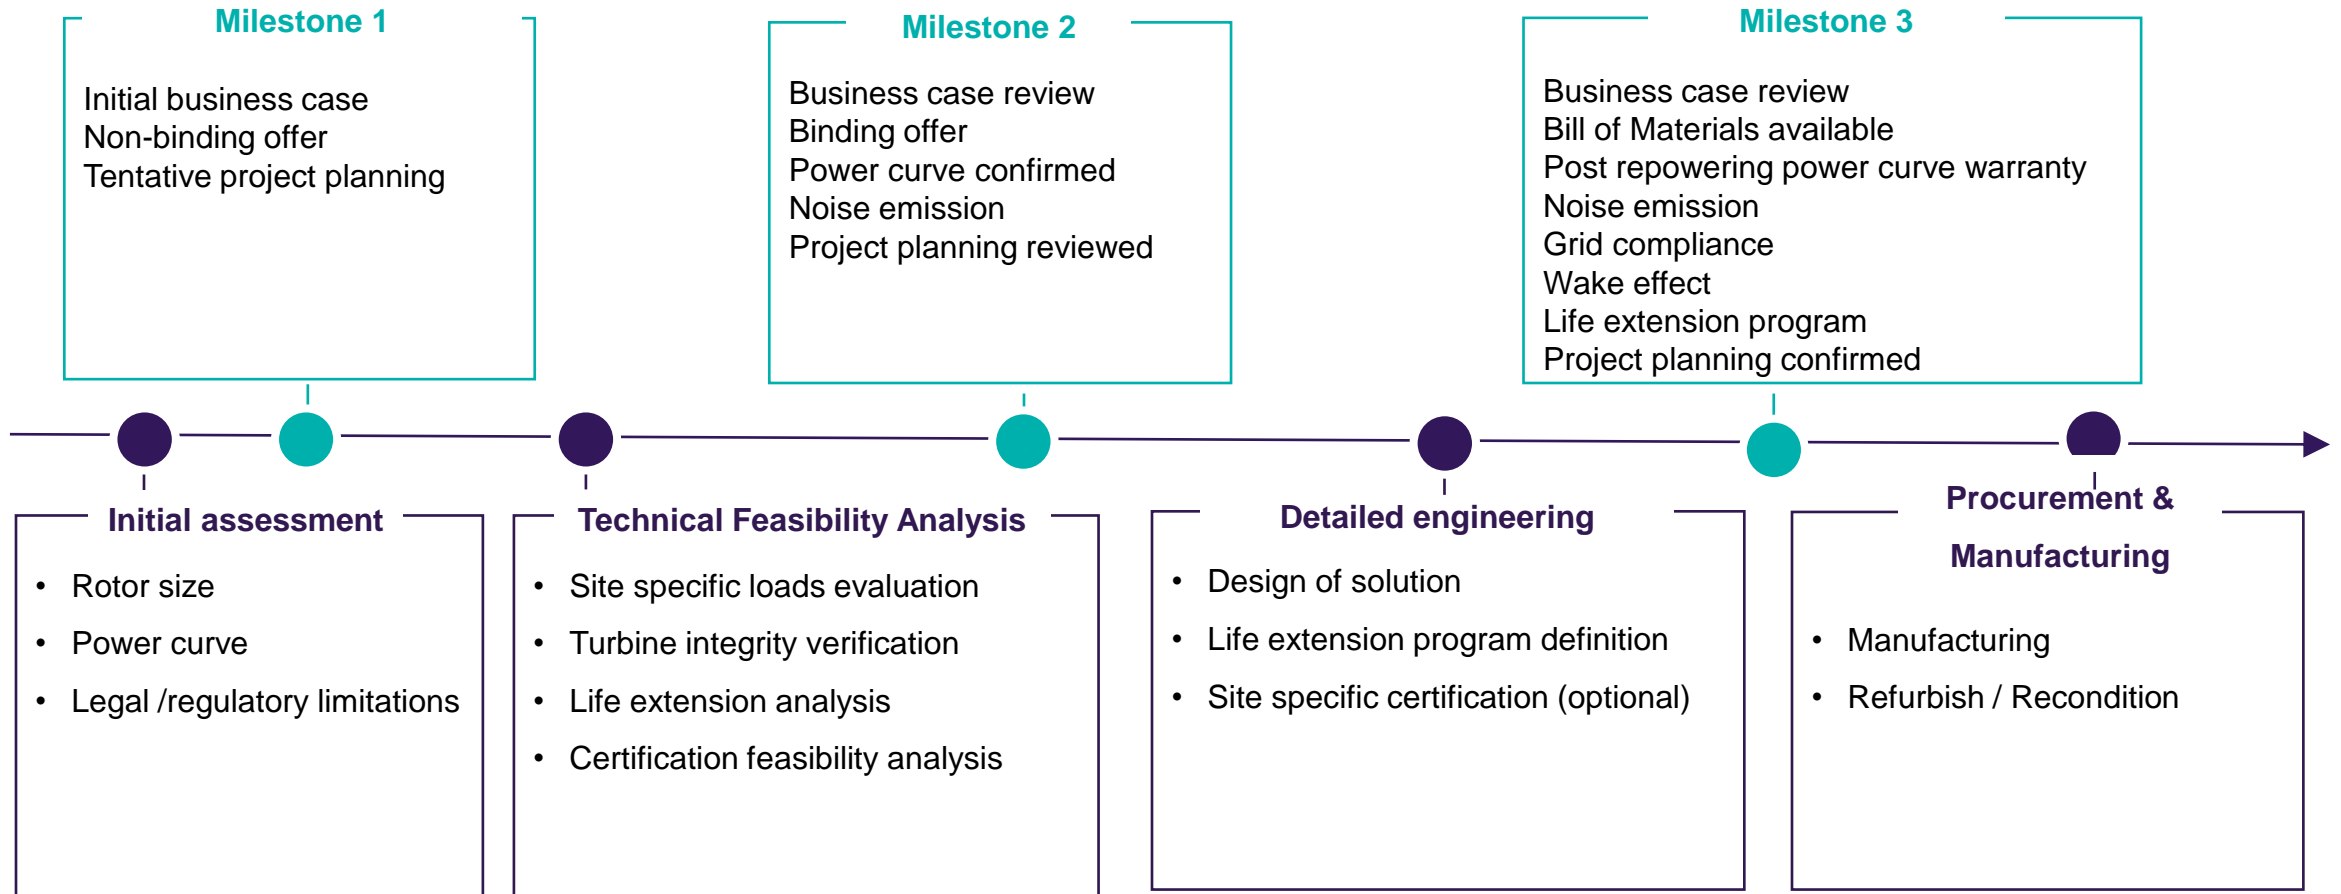 Milestone 1
Initial business case
Non-binding offer
Tentative project planning
Milestone 2
Business case review
Binding offer
Power curve confirmed
Noise emission
Project planning reviewed
Milestone 3
Business case review
Bill of Materials available
Post repowering power curve warranty
Noise emission
Grid compliance
Wake effect
Life extension program
Project planning confirmed
Initial assessment
• Rotor size
• Power curve
• Legal /regulatory limitations
Technical Feasibility Analysis
• Site specific loads evaluation
• Turbine integrity verification
• Life extension analysis
• Certification feasibility analysis
Detailed engineering
• Design of solution
• Life extension program definition
• Site specific certification (optional)
Procurement &
Manufacturing
• Manufacturing
• Refurbish / Recondition